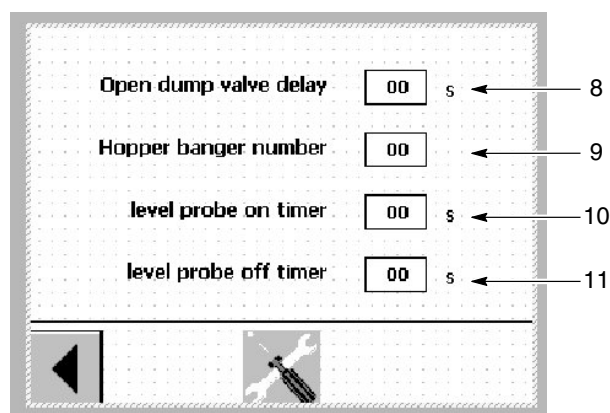 Open dump valve delay 00 s 8
Hopper banger number 00 9
level probe on timer 00 s 10
level probe off timer 00 s 11